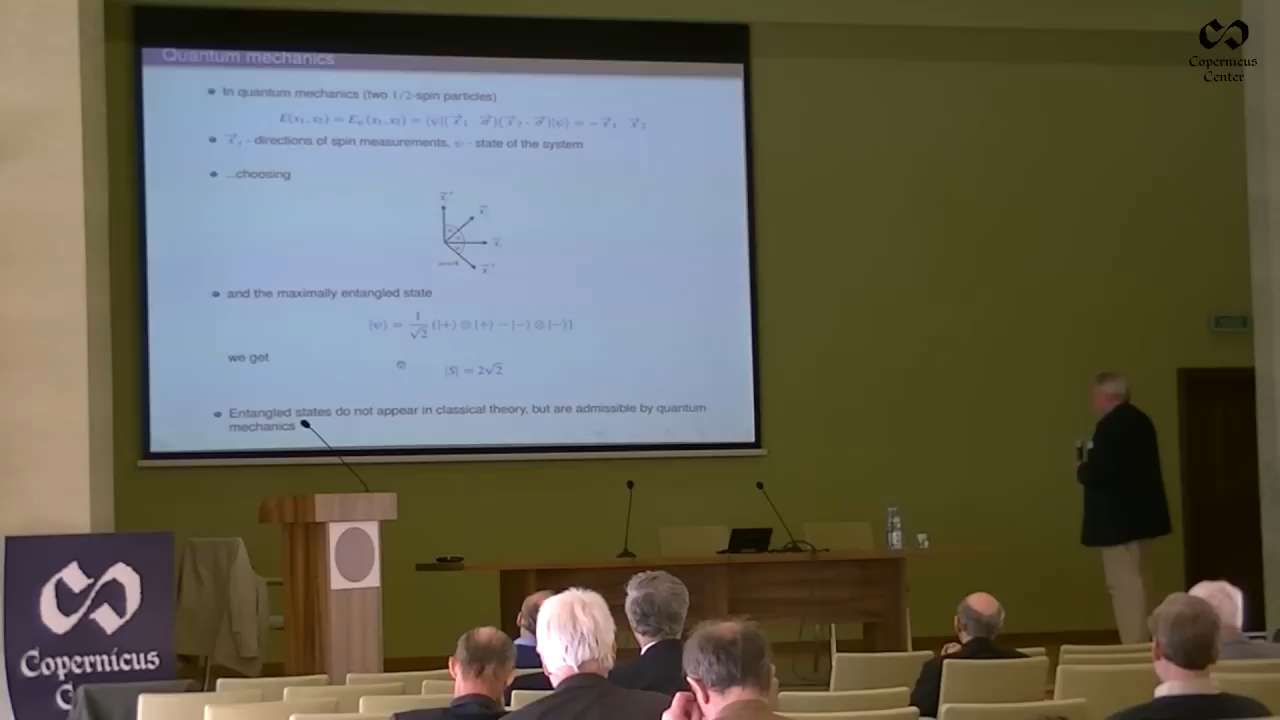 Quantum mechanics
In quantum mechanics (two 1/2-spin particles)
- directions of spin measurements, ψ - state of the system
...choosing
and the maximally entangled state
|ψ⟩ = 1/√2 (|+⟩ ⊗ |+⟩ − |−⟩ ⊗ |−⟩)
we get
|S| = 2√2
Entangled states do not appear in classical theory, but are admissible by quantum
mechanics
Copernicus
Center
Copernicus